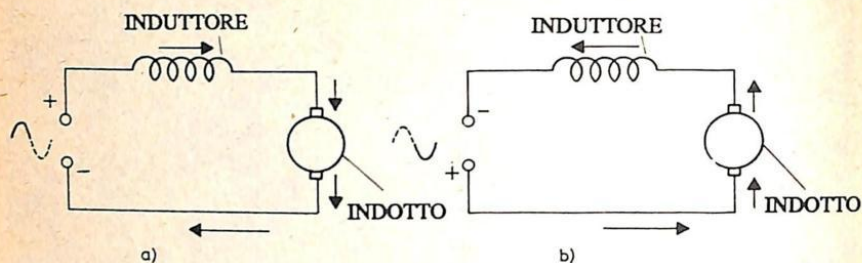 INDUTTORE
+
-
INDOTTO
a)
INDUTTORE
-
+
INDOTTO
b)